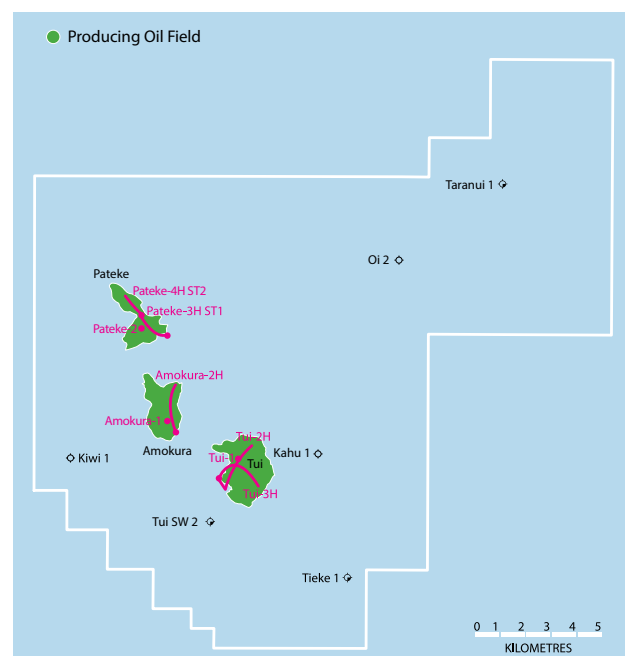 Producing Oil Field
Taranui 1
Oi 2
Pateke
Pateke-4H ST2
Pateke-3H ST1
Pateke-2
Amokura-2H
Amokura-1
Amokura
Tui-2H
Kahu 1
Tui-1
Tui
Kiwi 1
Tui-3H
Tui SW 2
Tieke 1
0 1 2 3 4 5
KILOMETRES